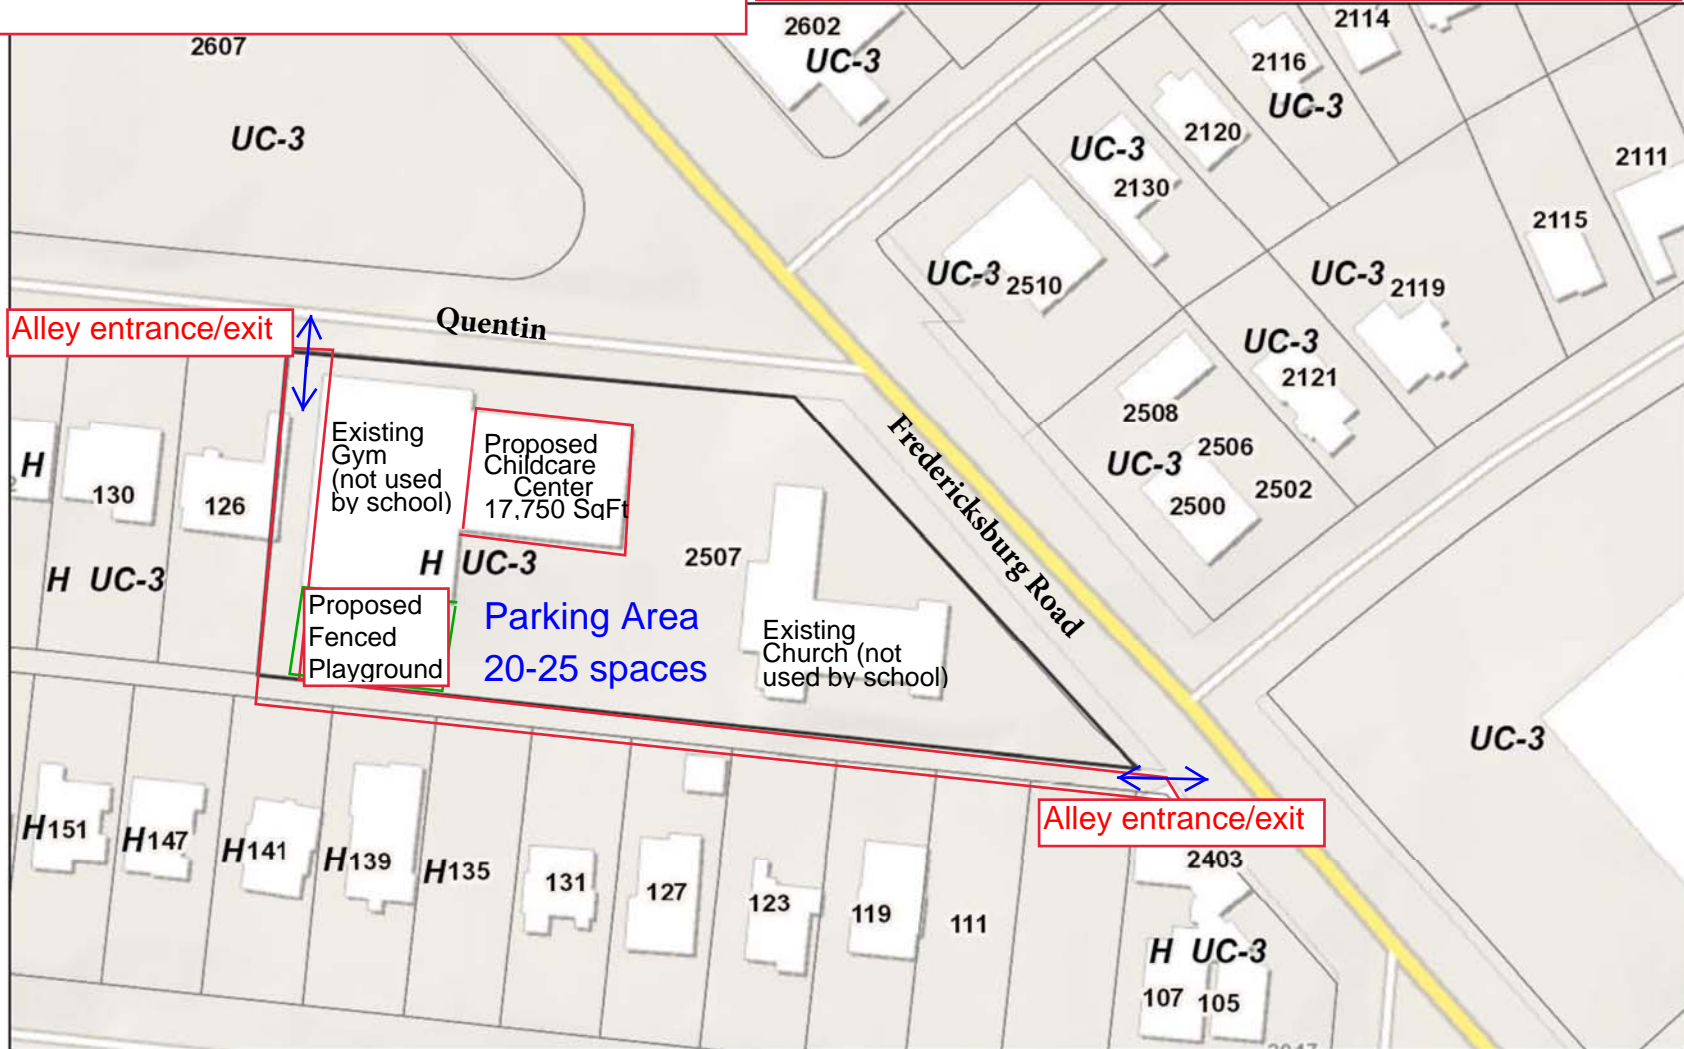 2607
UC-3
2602
UC-3
2114
2116
UC-3
2120
UC-3
2130
2111
2115
UC-3 2510
UC-3 2119
Quentin
Alley entrance/exit
UC-3
2121
2508
2506
UC-3
2500
2502
Fredericksburg Road
H
130
126
H UC-3
Existing
Gym
(not used
by school)
Proposed
Childcare
Center
17,750 SqFt
H UC-3
2507
Proposed
Fenced
Playground
Parking Area
20-25 spaces
Existing
Church (not
used by school)
UC-3
Alley entrance/exit
H151
H147
H141
H139
H135
131
127
123
119
111
2403
H UC-3
107
105